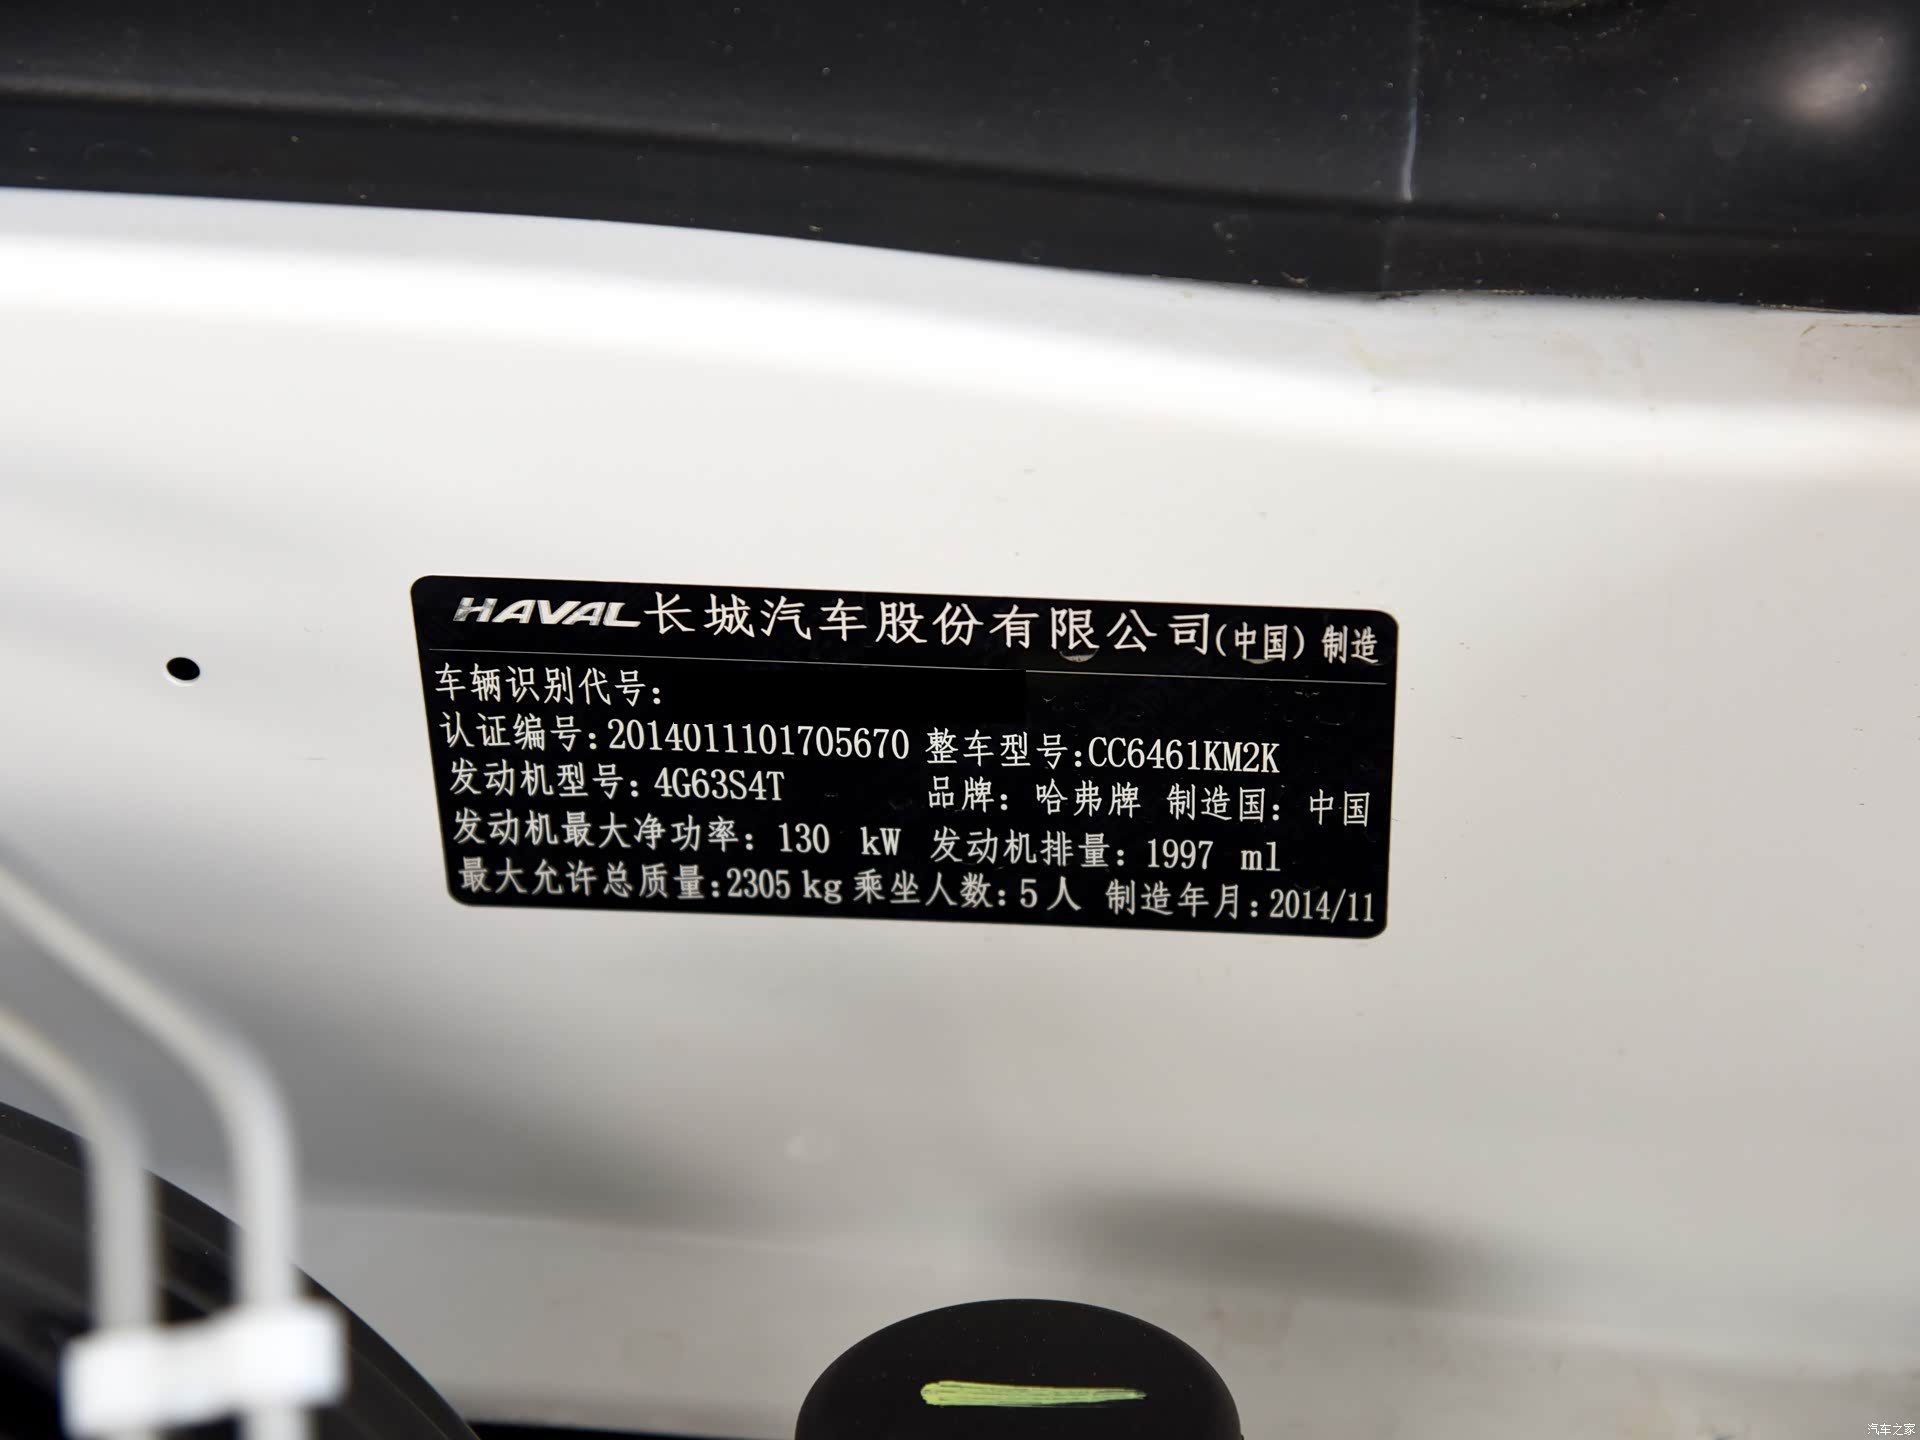 HAVAL长城汽车股份有限公司(中国)制造
车辆识别代号:
认证编号:2014011101705670 整车型号:CC6461KM2K
发动机型号: 4G63S4T 品牌: 哈弗牌 制造国: 中国
发动机最大净功率: 130 kW 发动机排量: 1997 ml
最大允许总质量:2305 kg 乘坐人数:5人 制造年月:2014/11
汽车之家